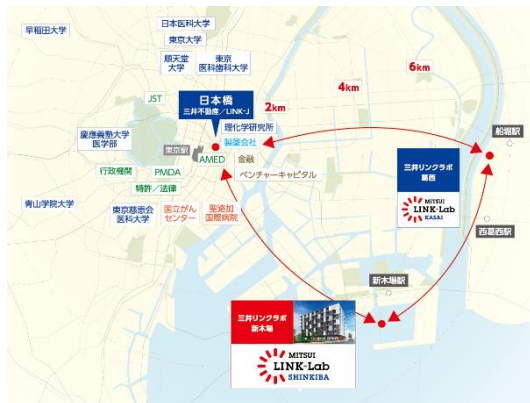 早稲田大学
日本医科大学
東京大学
順天堂
大学
東京
医科歯科大学
JST
日本橋
三井不動産／LINK-J
2km
4km
6km
船堀駅
慶應義塾大学
医学部
東京駅
理化学研究所
製薬会社
AMED
金融
行政機関
PMDA
ベンチャーキャピタル
特許／法律
三井リンクラボ
葛西
MITSUI
LINK-Lab
KASAI
青山学院大学
東京慈恵会
医科大学
国立がん
センター
聖路加
国際病院
西葛西駅
新木場駅
三井リンクラボ
新木場
MITSUI
LINK-Lab
SHINKIBA